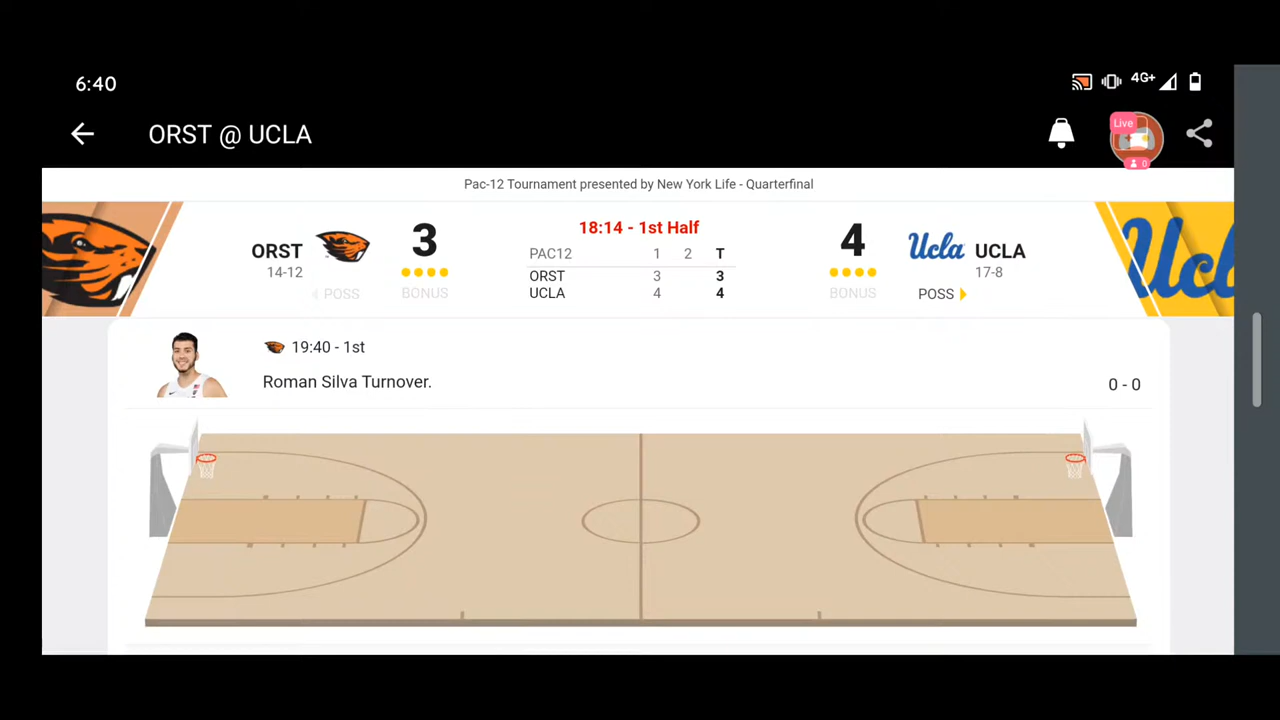 6:40
4G+
ORST @ UCLA
Live
0
Pac-12 Tournament presented by New York Life - Quarterfinal
ORST
14-12
3
BONUS
POSS
18:14 - 1st Half
PAC12 1 2 T
ORST 3 3
UCLA 4 4
4
BONUS
Ucla
UCLA
17-8
POSS
Ucl
19:40 - 1st
Roman Silva Turnover.
0 - 0